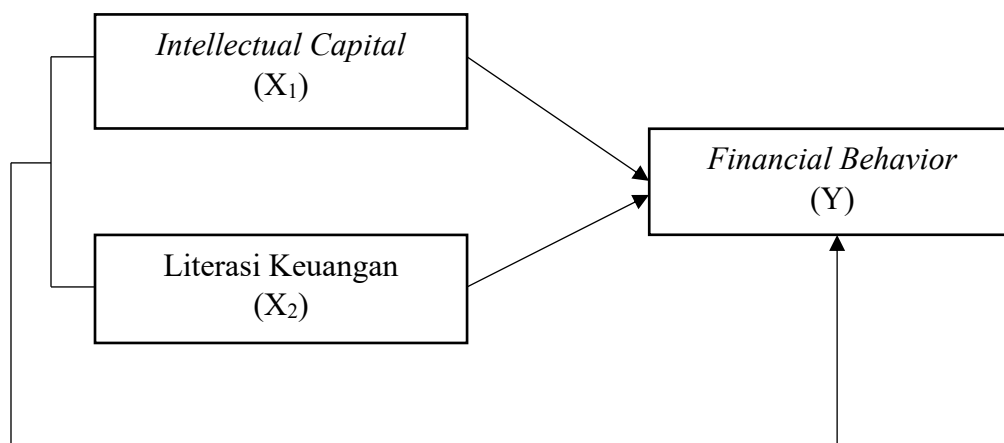 Intellectual Capital
(X₁)
Financial Behavior
(Y)
Literasi Keuangan
(X₂)